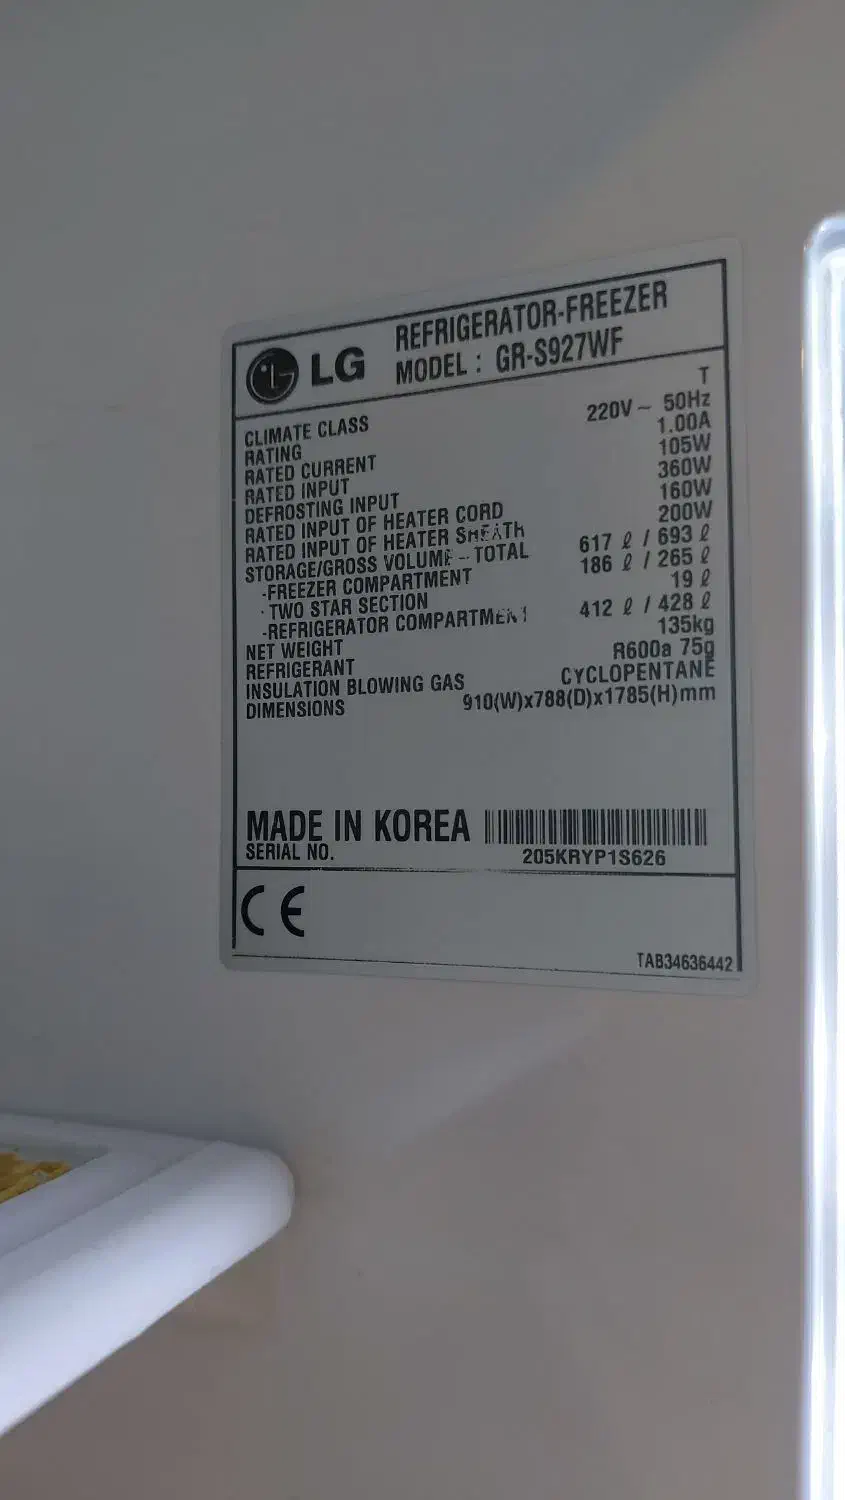 LG
REFRIGERATOR-FREEZER
MODEL : GR-S927WF
CLIMATE CLASS T
RATING 220V ~ 50Hz
RATED CURRENT 1.00A
RATED INPUT 105W
DEFROSTING INPUT 360W
RATED INPUT OF HEATER CORD 160W
RATED INPUT OF HEATER SHEATH 200W
STORAGE/GROSS VOLUME - TOTAL 617 ℓ / 693 ℓ
-FREEZER COMPARTMENT 186 ℓ / 265 ℓ
· TWO STAR SECTION 19 ℓ
-REFRIGERATOR COMPARTMENT 412 ℓ / 428 ℓ
NET WEIGHT 135kg
REFRIGERANT R600a 75g
INSULATION BLOWING GAS CYCLOPENTANE
DIMENSIONS 910(W)x788(D)x1785(H)mm
MADE IN KOREA
SERIAL NO. 205KRYP1S626
CE
TAB34636442